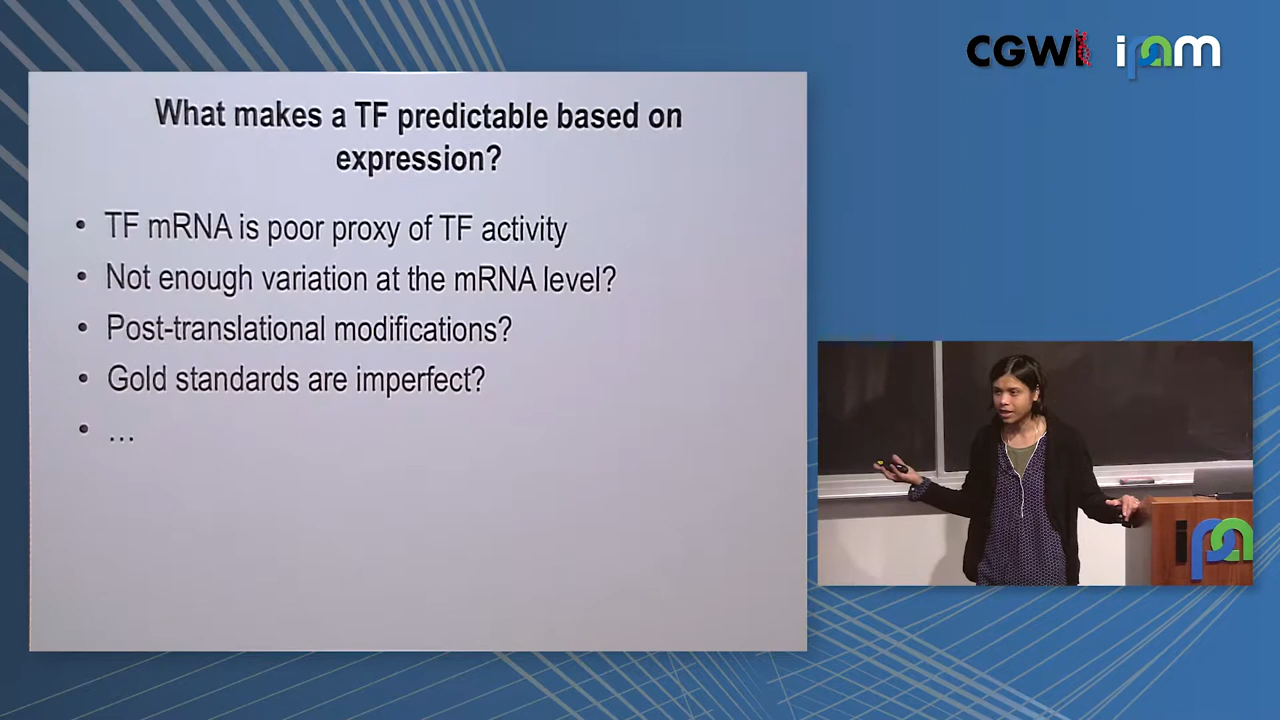 CGWI ipam
What makes a TF predictable based on
expression?
• TF mRNA is poor proxy of TF activity
• Not enough variation at the mRNA level?
• Post-translational modifications?
• Gold standards are imperfect?
• ...
ipa